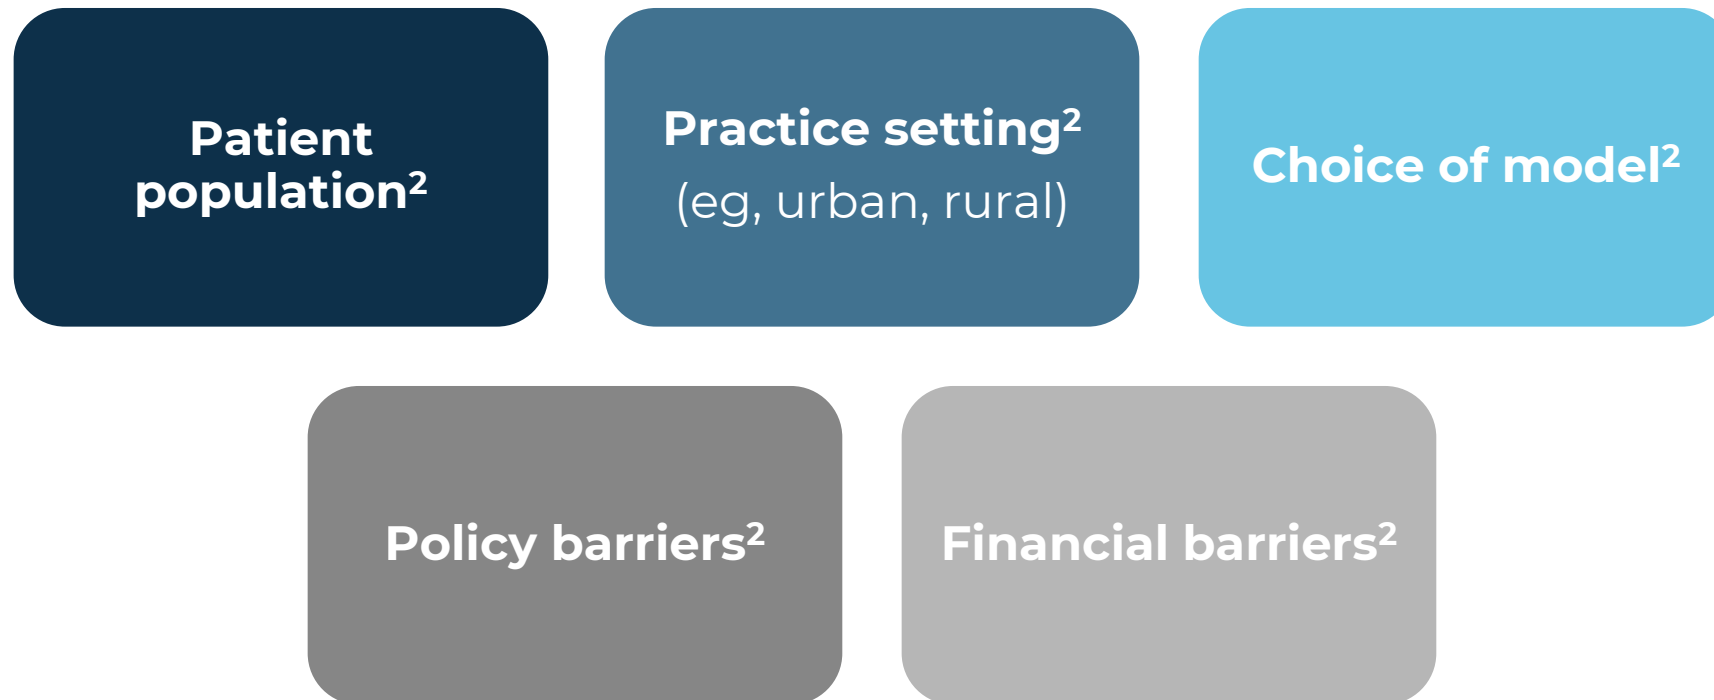 Patient
population²
Practice setting²
(eg, urban, rural)
Choice of model²
Policy barriers²
Financial barriers²